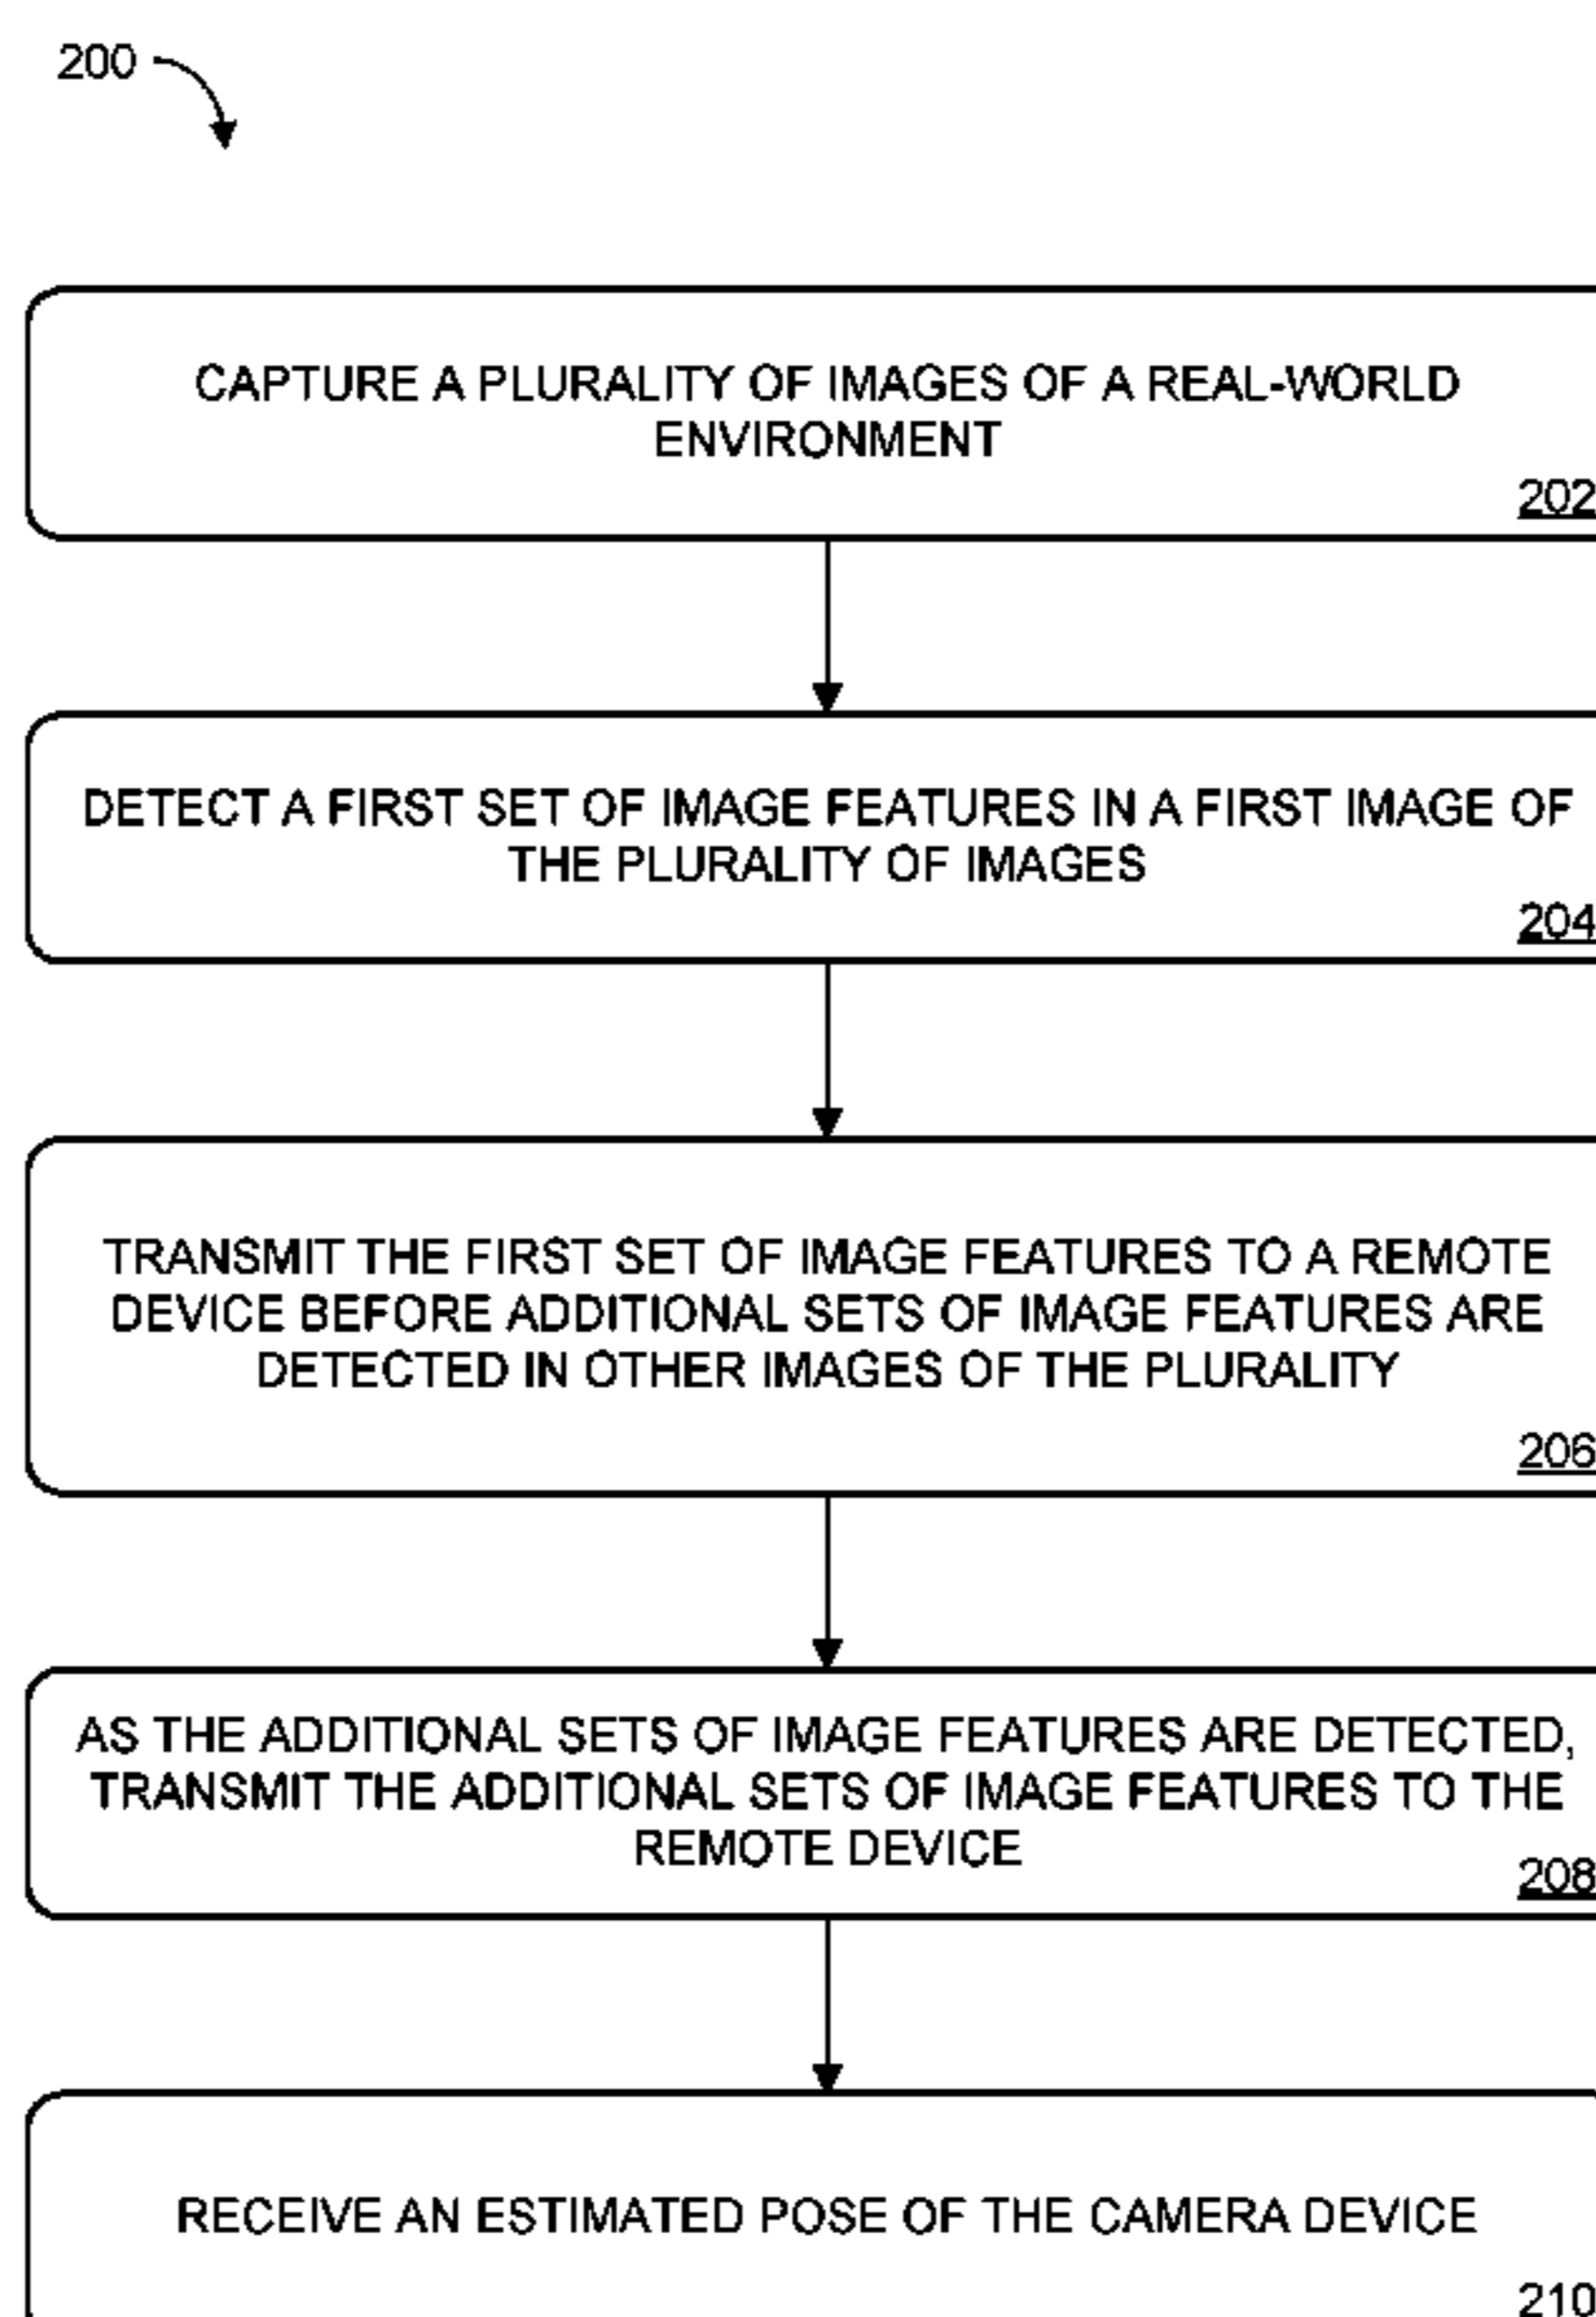 200
CAPTURE A PLURALITY OF IMAGES OF A REAL-WORLD
ENVIRONMENT
202
DETECT A FIRST SET OF IMAGE FEATURES IN A FIRST IMAGE OF
THE PLURALITY OF IMAGES
204
TRANSMIT THE FIRST SET OF IMAGE FEATURES TO A REMOTE
DEVICE BEFORE ADDITIONAL SETS OF IMAGE FEATURES ARE
DETECTED IN OTHER IMAGES OF THE PLURALITY
206
AS THE ADDITIONAL SETS OF IMAGE FEATURES ARE DETECTED,
TRANSMIT THE ADDITIONAL SETS OF IMAGE FEATURES TO THE
REMOTE DEVICE
208
RECEIVE AN ESTIMATED POSE OF THE CAMERA DEVICE
210